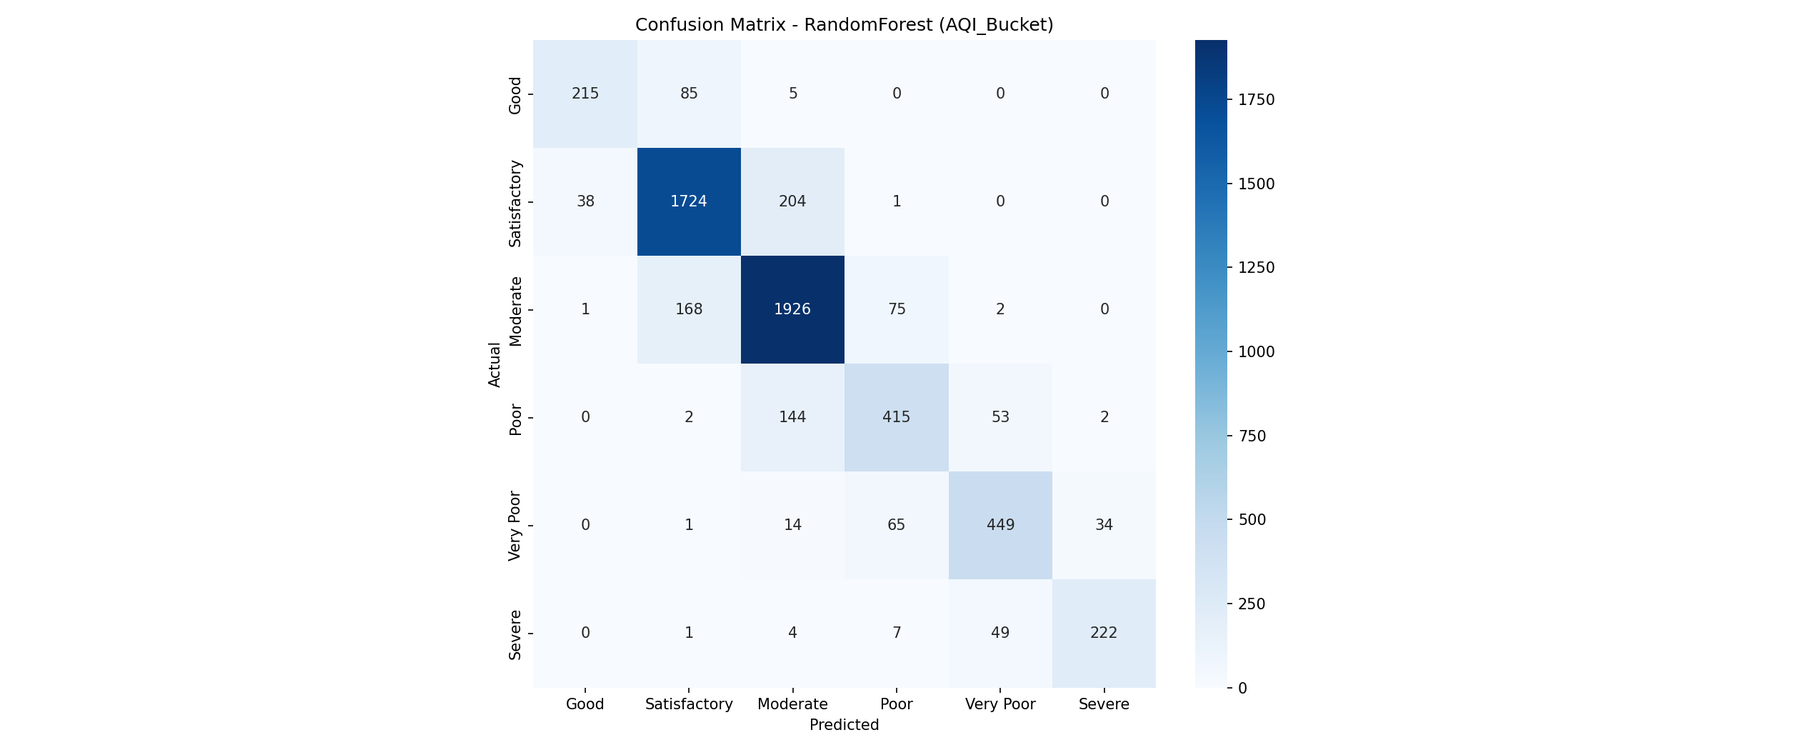 Confusion Matrix - RandomForest (AQI_Bucket)
Actual
Good 215 85 5 0 0 0
Satisfactory 38 1724 204 1 0 0
Moderate 1 168 1926 75 2 0
Poor 0 2 144 415 53 2
Very Poor 0 1 14 65 449 34
Severe 0 1 4 7 49 222
Good Satisfactory Moderate Poor Very Poor Severe
Predicted
1750
1500
1250
1000
750
500
250
0